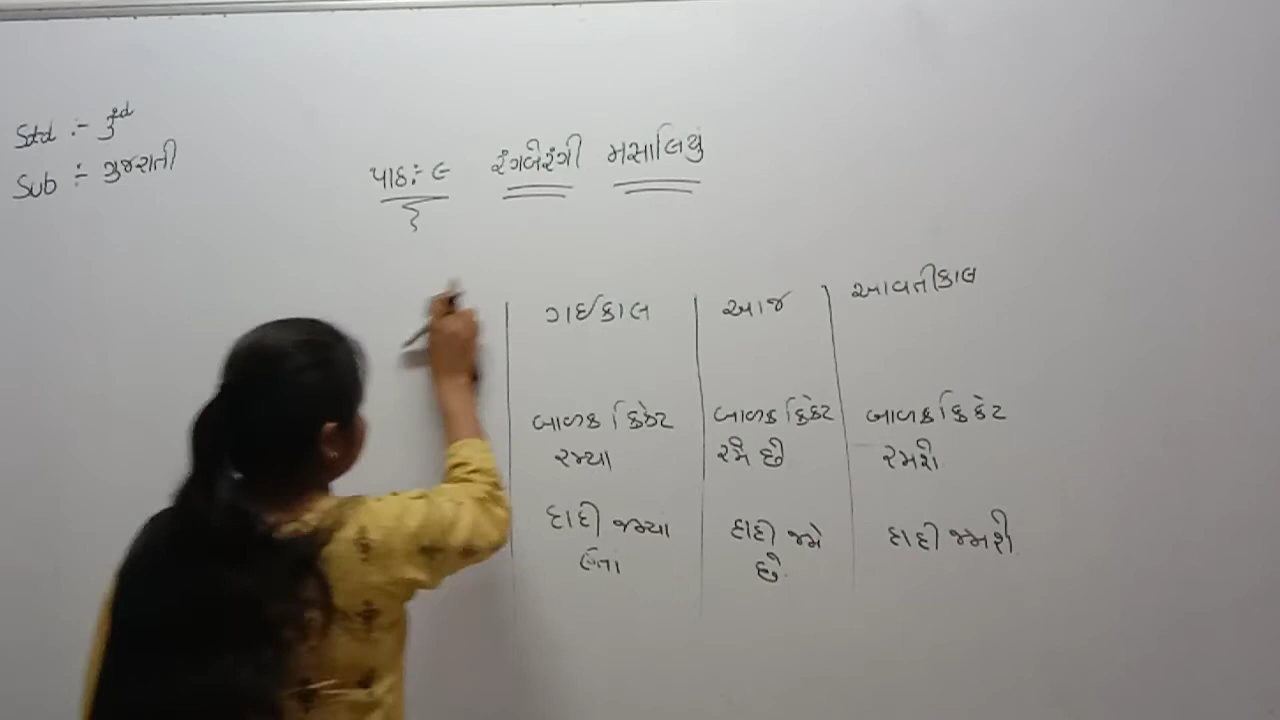 Std :- 3rd
Sub :- ગુજરાતી
પાઠ:- ૯ રંગબેરંગી મસાલિયું
ગઈકાલ આજ આવતીકાલ
બાળક ક્રિકેટ બાળક ક્રિકેટ બાળક ક્રિકેટ
રમ્યા રમે છે રમશે
દાદી જમ્યા દાદી જમે દાદી જમશે
હતા છે.